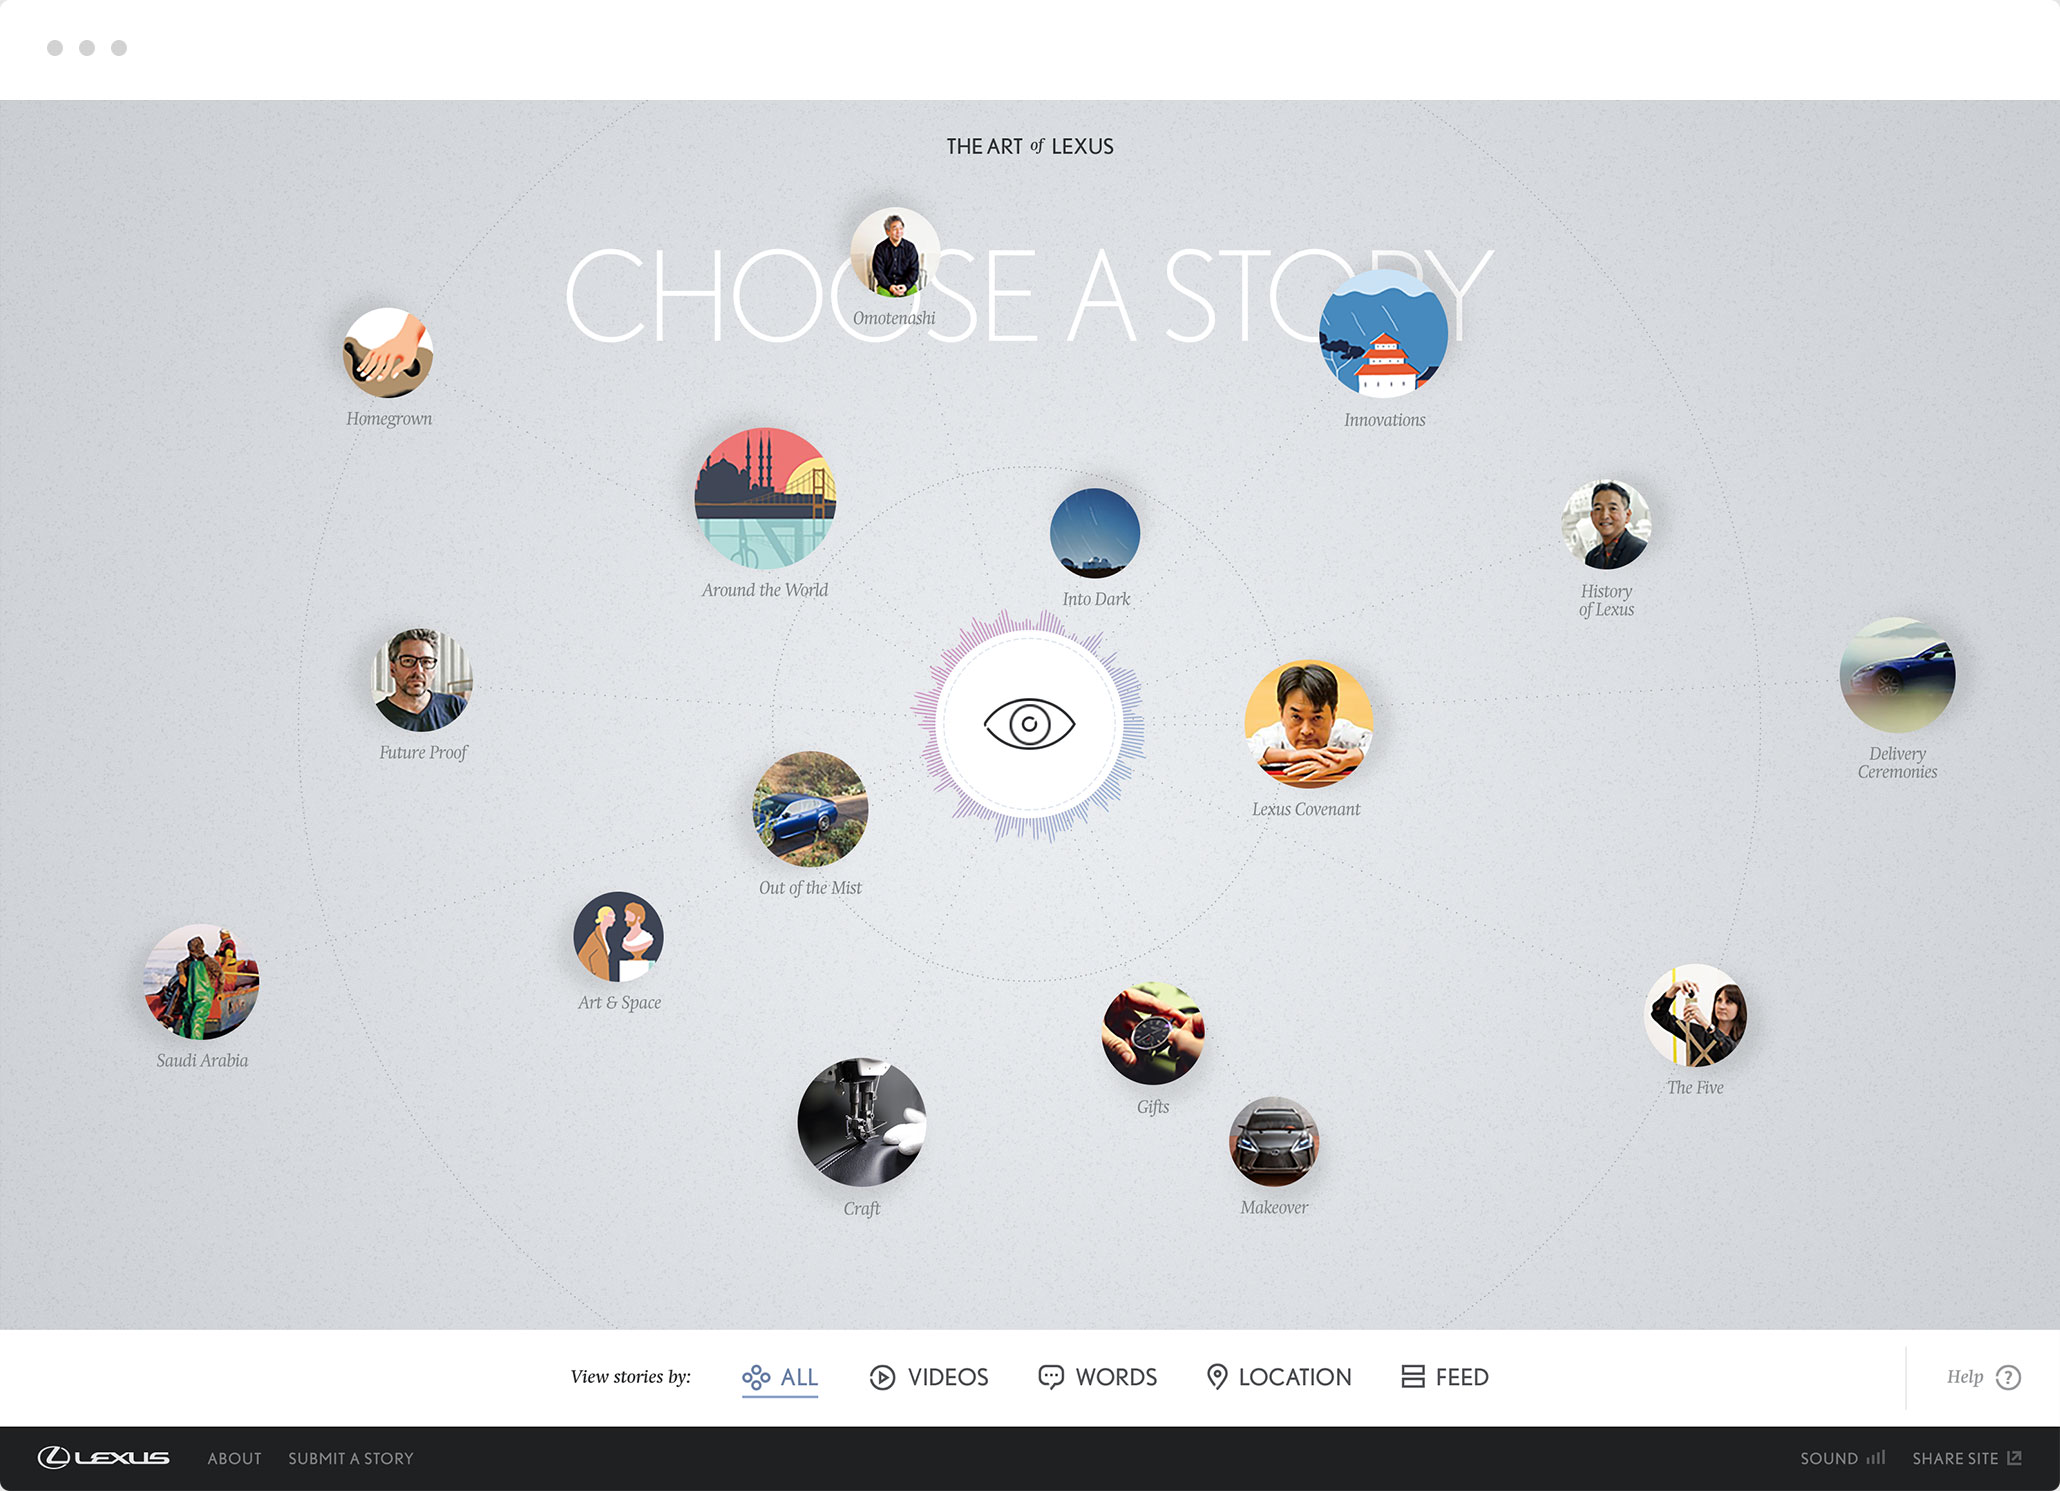 THE ART of LEXUS
CHOOSE A STORY
Omotenashi
Homegrown
Innovations
Around the World
Into Dark
History
of Lexus
Future Proof
Delivery
Ceremonies
Lexus Covenant
Out of the Mist
Art & Space
Saudi Arabia
The Five
Gifts
Craft
Makeover
View stories by: ALL VIDEOS WORDS LOCATION FEED Help ?
LEXUS ABOUT SUBMIT A STORY SOUND SHARE SITE